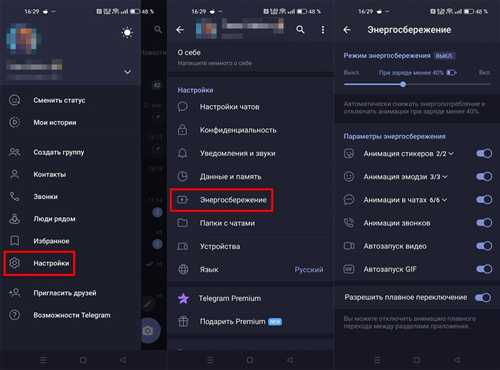 16:29
48 %
Сменить статус
Мои истории
Создать группу
Контакты
Звонки
Люди рядом
Избранное
Настройки
Пригласить друзей
Возможности Telegram
16:29
48 %
О себе
Напишите немного о себе
Настройки
Настройки чатов
Конфиденциальность
Уведомления и звуки
Данные и память
Энергосбережение
Папки с чатами
Устройства
Язык Русский
Telegram Premium
Подарить Premium NEW
16:29
48 %
Энергосбережение
Режим энергосбережения ВЫКЛ.
Выкл. При заряде менее 40% Вкл.
Автоматически снижать энергопотребление и
отключать анимации при заряде менее 40%.
Параметры энергосбережения
Анимация стикеров 2/2
Анимация эмодзи 3/3
Анимации в чатах 6/6
Анимации звонков
Автозапуск видео
Автозапуск GIF
Разрешить плавное переключение
Вы можете отключить анимацию плавного
перехода между разделами приложения.